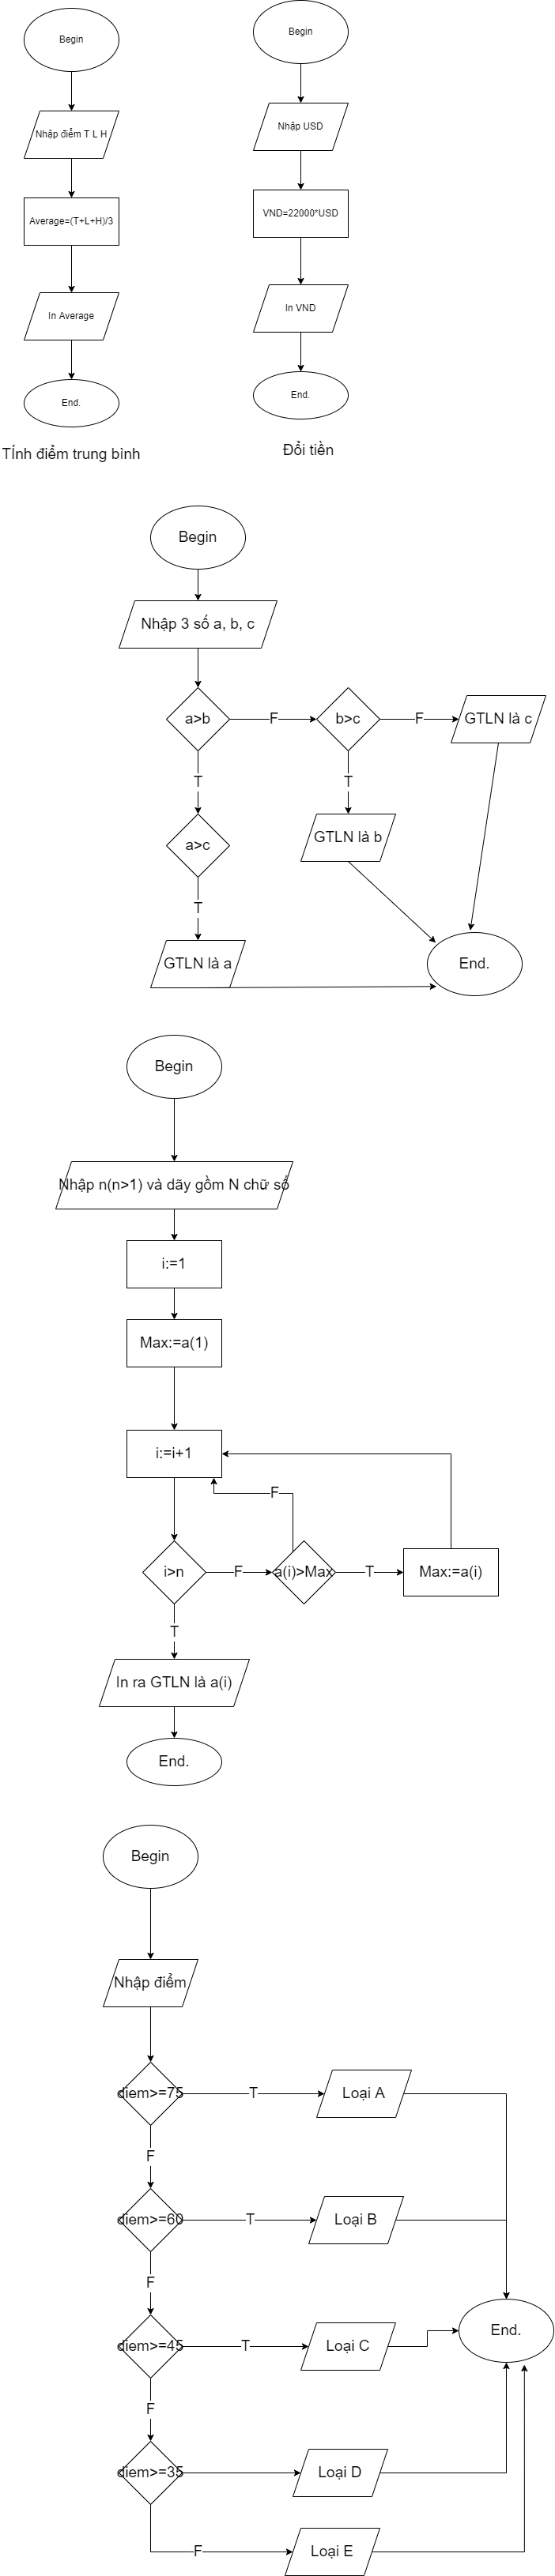 Begin
Nhập điểm T L H
Average=(T+L+H)/3
In Average
End.
TÍnh điểm trung bình
Begin
Nhâp USD
VND=22000*USD
In VND
End.
Đổi tiền
Begin
Nhập 3 số a, b, c
a>b
F
b>c
F
GTLN là c
T
T
a>c
GTLN là b
T
GTLN là a
End.
Begin
Nhập n(n>1) và dãy gồm N chữ số
i:=1
Max:=a(1)
i:=i+1
F
i>n
F
a(i)>Max
T
Max:=a(i)
T
In ra GTLN là a(i)
End.
Begin
Nhập điểm
diem>=75
T
Loại A
F
diem>=60
T
Loại B
F
diem>=45
T
Loại C
End.
F
diem>=35
Loại D
F
Loại E